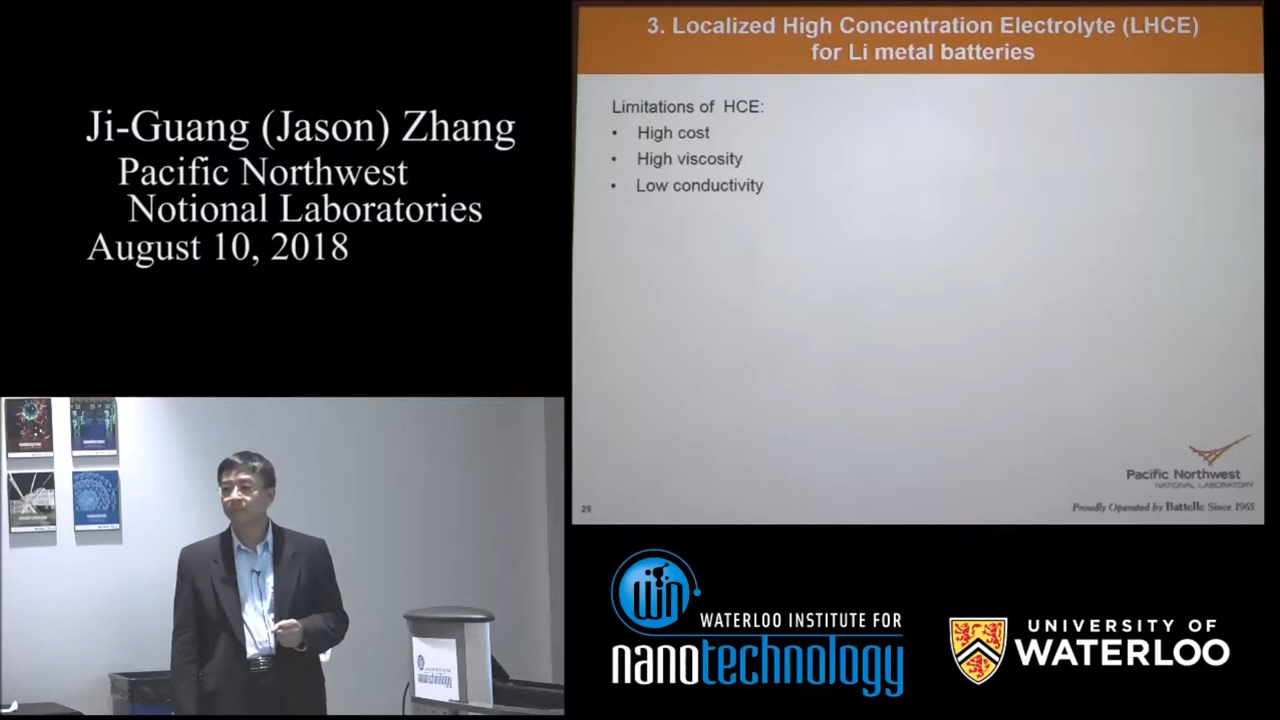 Ji-Guang (Jason) Zhang
Pacific Northwest
Notional Laboratories
August 10, 2018
3. Localized High Concentration Electrolyte (LHCE)
for Li metal batteries
Limitations of HCE:
• High cost
• High viscosity
• Low conductivity
Pacific Northwest
NATIONAL LABORATORY
29
Proudly Operated by Battelle Since 1965
nanotechnology
win
WATERLOO INSTITUTE FOR
nanotechnology
UNIVERSITY OF
WATERLOO